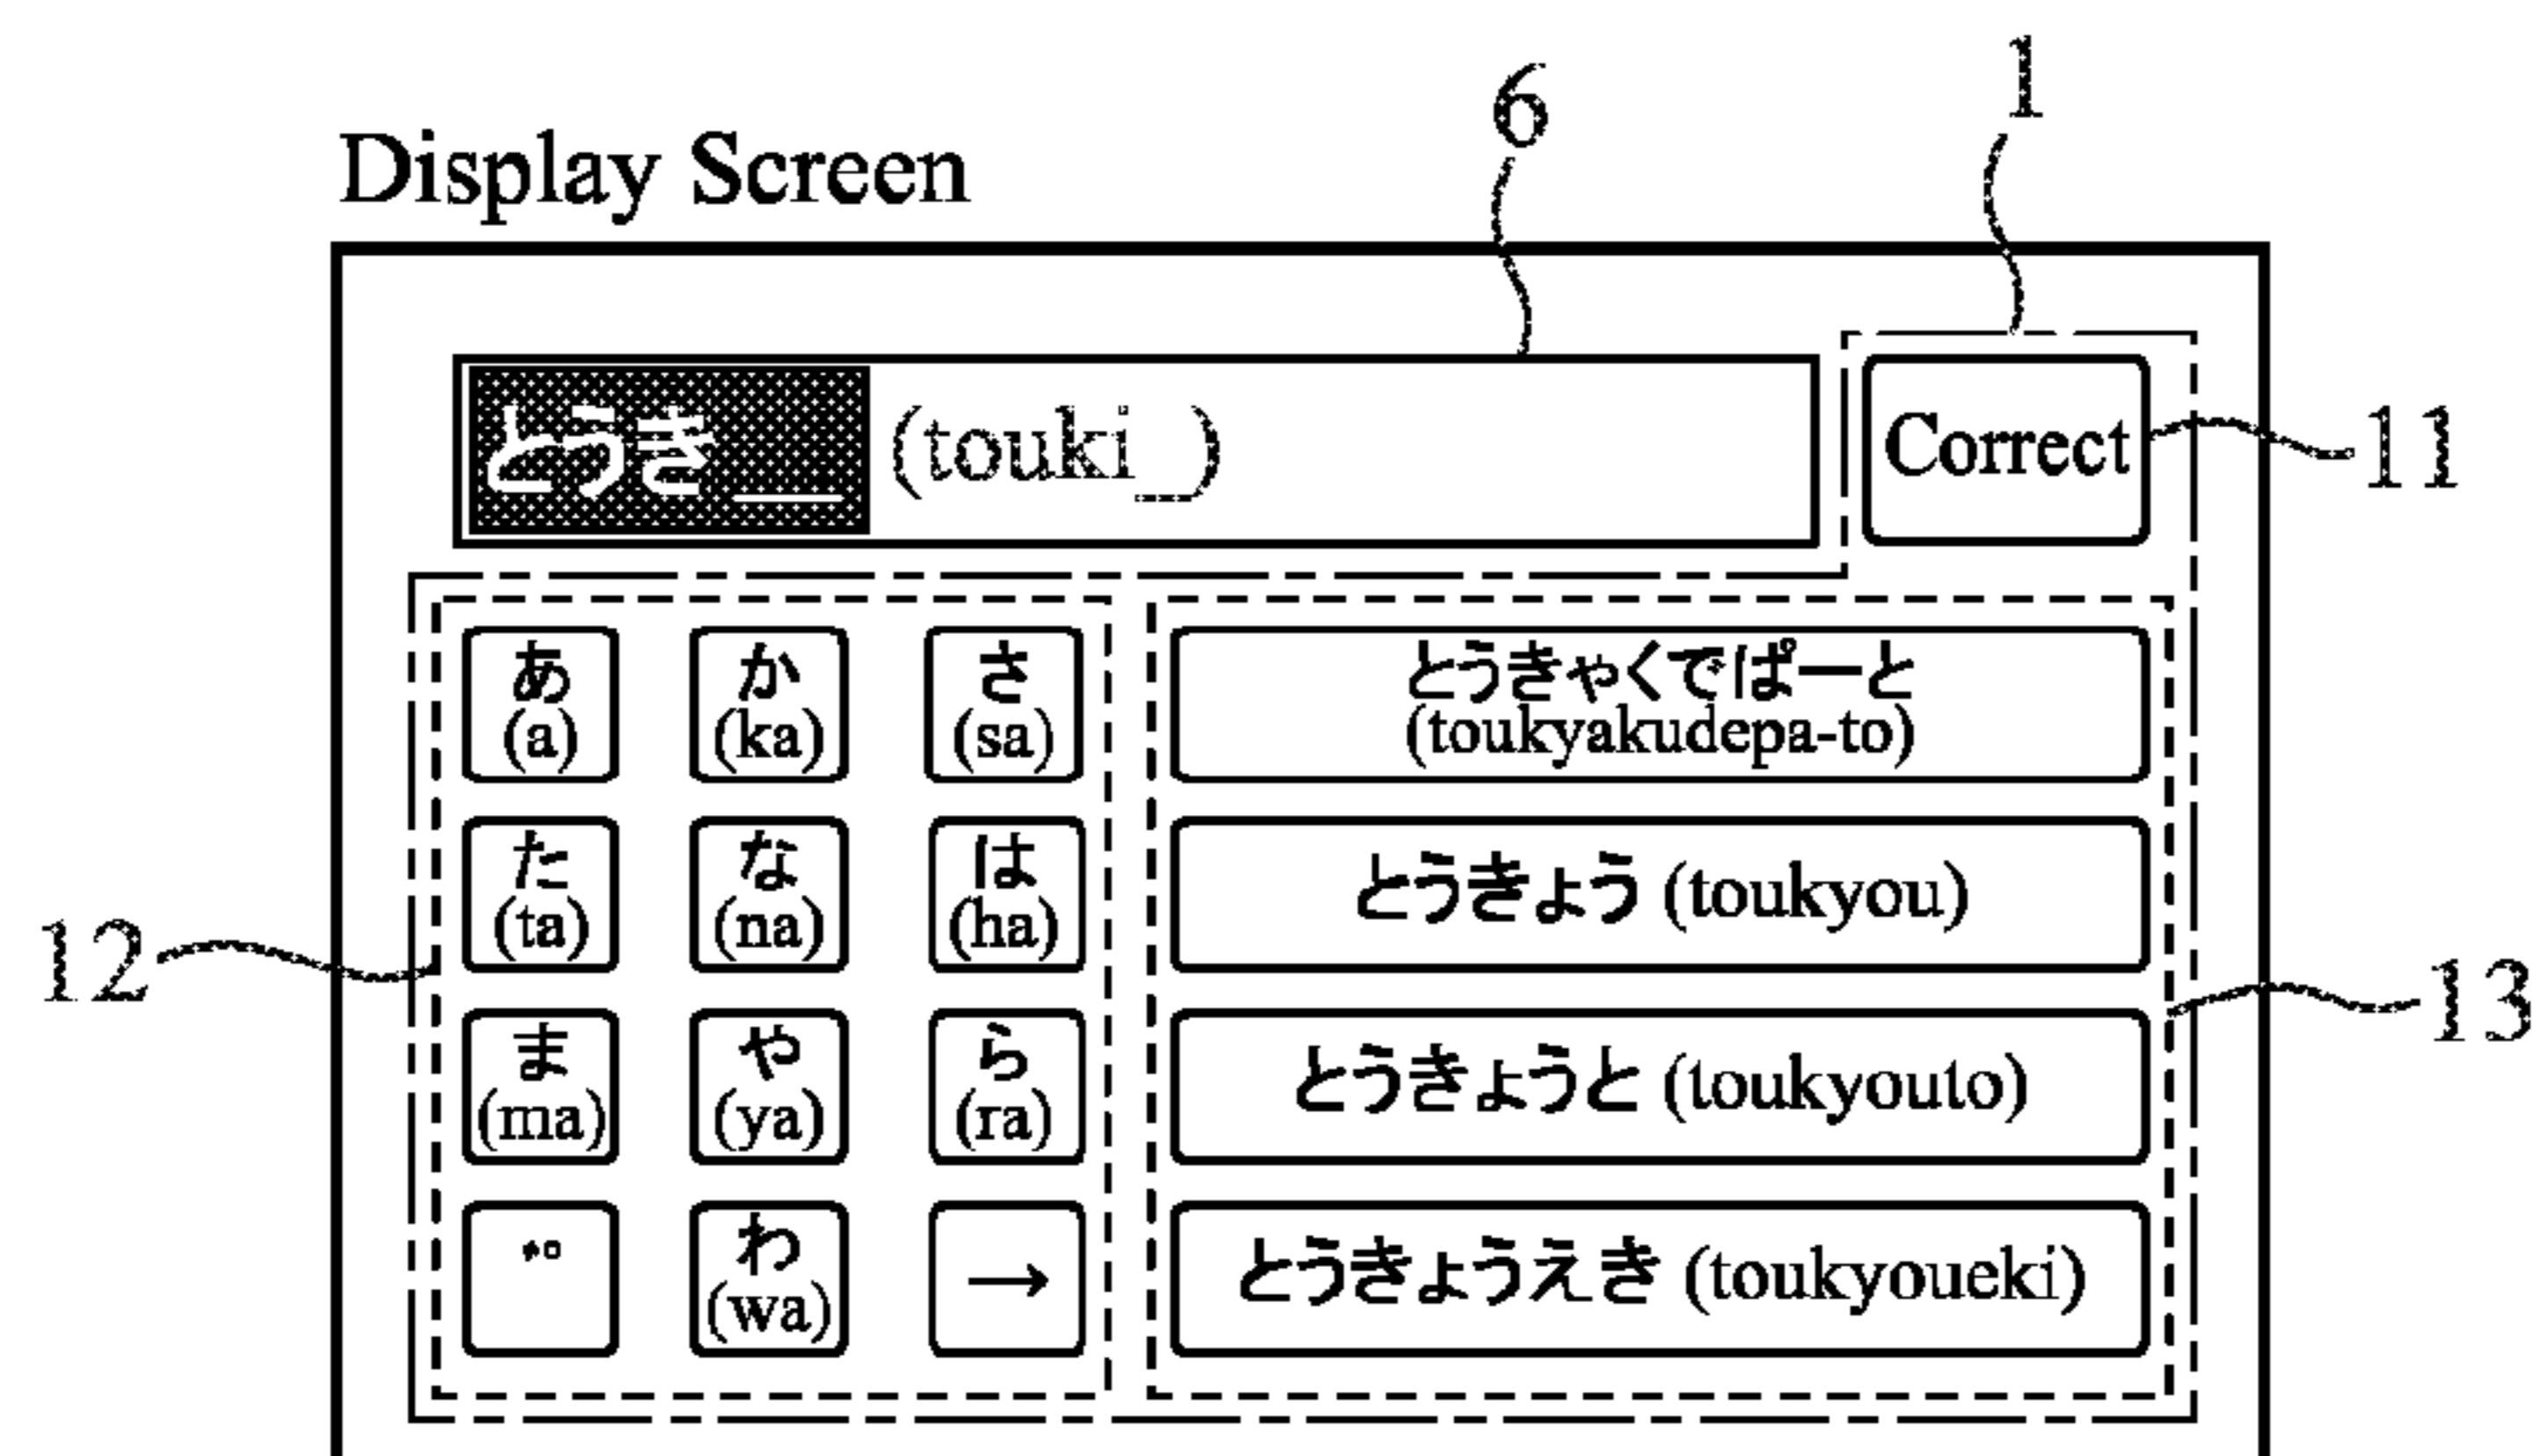 6
1
Display Screen
とうき_ (touki_)
Correct
11
あ
(a)
か
(ka)
さ
(sa)
とうきゃくでぱーと
(toukyakudepa-to)
た
(ta)
な
(na)
は
(ha)
とうきょう (toukyou)
12
ま
(ma)
や
(ya)
ら
(ra)
とうきょうと (toukyouto)
13
゛゜
わ
(wa)
→
とうきょうえき (toukyoueki)